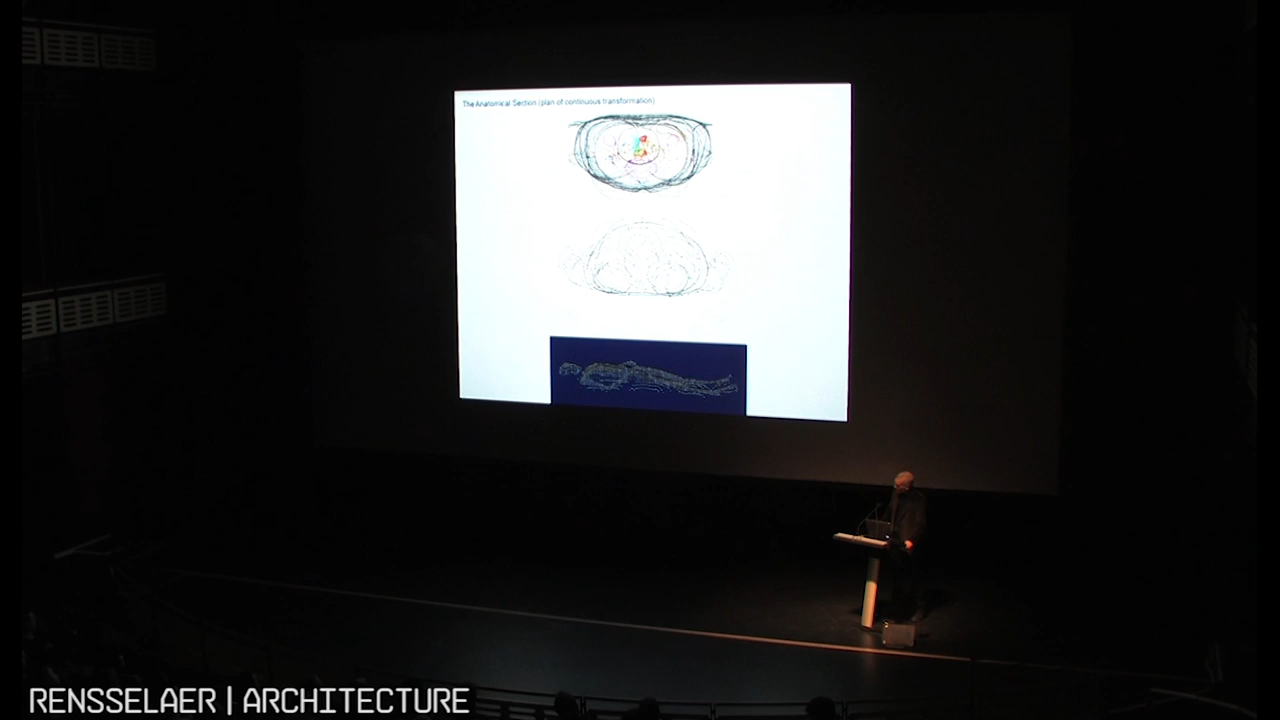 The Anatomical Section (plan of continuous transformation)
RENSSELAER | ARCHITECTURE